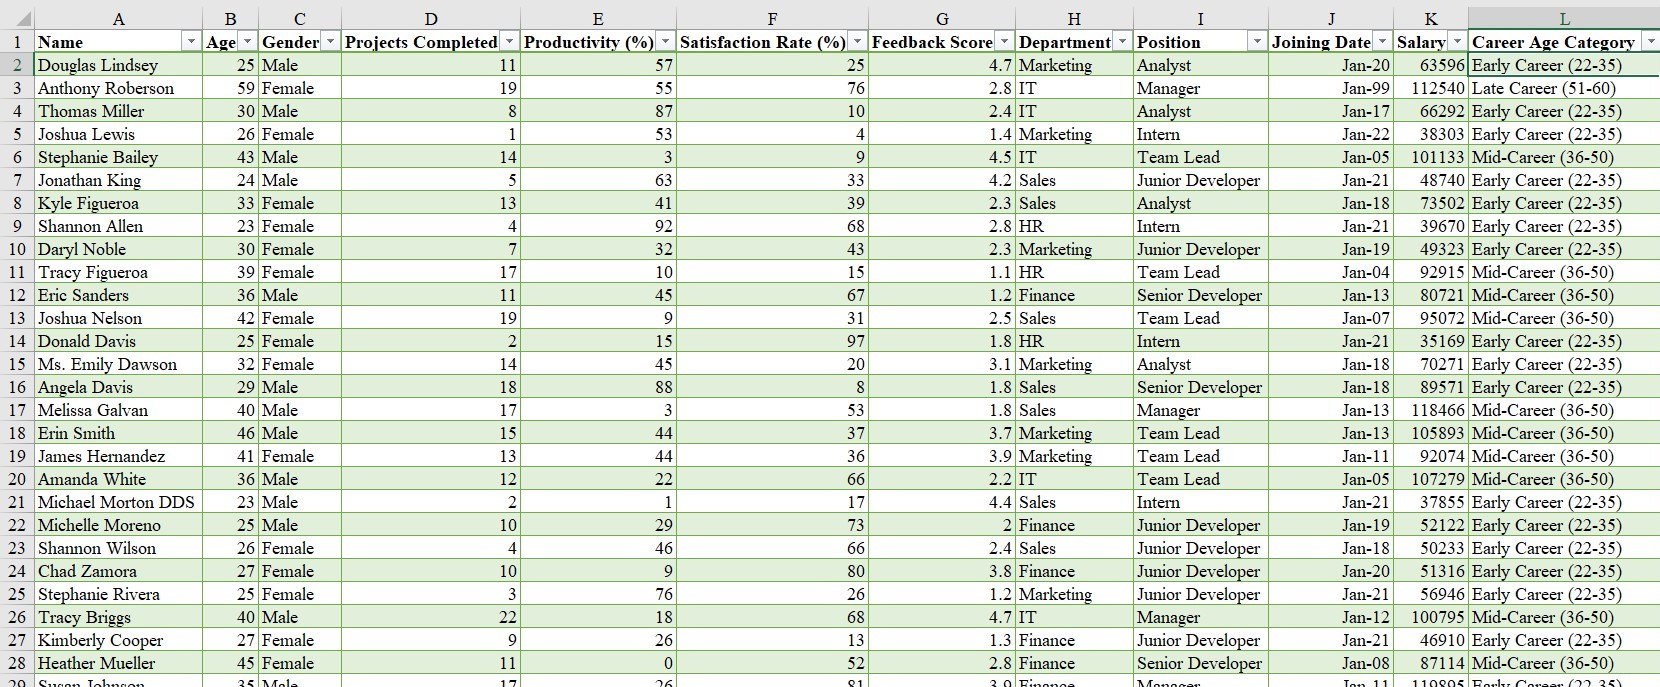 A B C D E F G H I J K L
1 Name Age Gender Projects Completed Productivity (%) Satisfaction Rate (%) Feedback Score Department Position Joining Date Salary Career Age Category
2 Douglas Lindsey 25 Male 11 57 25 4.7 Marketing Analyst Jan-20 63596 Early Career (22-35)
3 Anthony Roberson 59 Female 19 55 76 2.8 IT Manager Jan-99 112540 Late Career (51-60)
4 Thomas Miller 30 Male 8 87 10 2.4 IT Analyst Jan-17 66292 Early Career (22-35)
5 Joshua Lewis 26 Female 1 53 4 1.4 Marketing Intern Jan-22 38303 Early Career (22-35)
6 Stephanie Bailey 43 Male 14 3 9 4.5 IT Team Lead Jan-05 101133 Mid-Career (36-50)
7 Jonathan King 24 Male 5 63 33 4.2 Sales Junior Developer Jan-21 48740 Early Career (22-35)
8 Kyle Figueroa 33 Female 13 41 39 2.3 Sales Analyst Jan-18 73502 Early Career (22-35)
9 Shannon Allen 23 Female 4 92 68 2.8 HR Intern Jan-21 39670 Early Career (22-35)
10 Daryl Noble 30 Female 7 32 43 2.3 Marketing Junior Developer Jan-19 49323 Early Career (22-35)
11 Tracy Figueroa 39 Female 17 10 15 1.1 HR Team Lead Jan-04 92915 Mid-Career (36-50)
12 Eric Sanders 36 Male 11 45 67 1.2 Finance Senior Developer Jan-13 80721 Mid-Career (36-50)
13 Joshua Nelson 42 Female 19 9 31 2.5 Sales Team Lead Jan-07 95072 Mid-Career (36-50)
14 Donald Davis 25 Female 2 15 97 1.8 HR Intern Jan-21 35169 Early Career (22-35)
15 Ms. Emily Dawson 32 Female 14 45 20 3.1 Marketing Analyst Jan-18 70271 Early Career (22-35)
16 Angela Davis 29 Male 18 88 8 1.8 Sales Senior Developer Jan-18 89571 Early Career (22-35)
17 Melissa Galvan 40 Male 17 3 53 1.8 Sales Manager Jan-13 118466 Mid-Career (36-50)
18 Erin Smith 46 Male 15 44 37 3.7 Marketing Team Lead Jan-13 105893 Mid-Career (36-50)
19 James Hernandez 41 Female 13 44 36 3.9 Marketing Team Lead Jan-11 92074 Mid-Career (36-50)
20 Amanda White 36 Male 12 22 66 2.2 IT Team Lead Jan-05 107279 Mid-Career (36-50)
21 Michael Morton DDS 23 Male 2 1 17 4.4 Sales Intern Jan-21 37855 Early Career (22-35)
22 Michelle Moreno 25 Male 10 29 73 2 Finance Junior Developer Jan-19 52122 Early Career (22-35)
23 Shannon Wilson 26 Female 4 46 66 2.4 Sales Junior Developer Jan-18 50233 Early Career (22-35)
24 Chad Zamora 27 Female 10 9 80 3.8 Finance Junior Developer Jan-20 51316 Early Career (22-35)
25 Stephanie Rivera 25 Female 3 76 26 1.2 Marketing Junior Developer Jan-21 56946 Early Career (22-35)
26 Tracy Briggs 40 Male 22 18 68 4.7 IT Manager Jan-12 100795 Mid-Career (36-50)
27 Kimberly Cooper 27 Female 9 26 13 1.3 Finance Junior Developer Jan-21 46910 Early Career (22-35)
28 Heather Mueller 45 Female 11 0 52 2.8 Finance Senior Developer Jan-08 87114 Mid-Career (36-50)
29 Susan Johnson 35 Male 17 26 81 3.9 Finance Manager Jan-11 119895 Early Career (22-35)